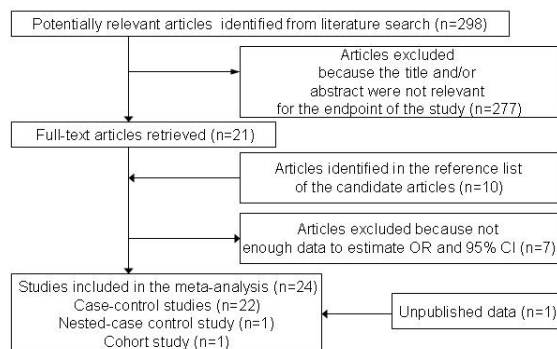 Potentially relevant articles identified from literature search (n=298)
Articles excluded
because the title and/or
abstract were not relevant
for the endpoint of the study (n=277)
Full-text articles retrieved (n=21)
Articles identified in the reference list
of the candidate articles (n=10)
Articles excluded because not
enough data to estimate OR and 95% CI (n=7)
Studies included in the meta-analysis (n=24)
Case-control studies (n=22)
Nested-case control study (n=1)
Cohort study (n=1)
Unpublished data (n=1)